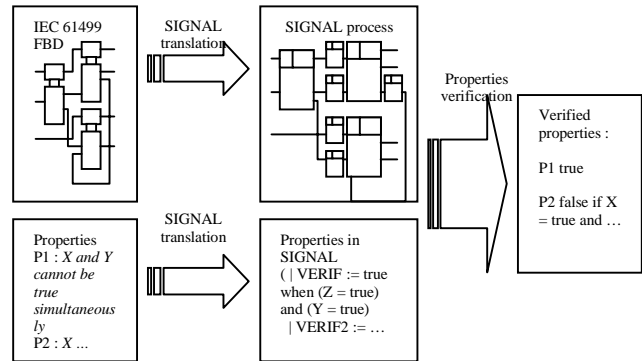 IEC 61499
FBD
SIGNAL
translation
SIGNAL process
Properties
verification
Verified
properties :
P1 true
P2 false if X
= true and …
Properties
P1 : X and Y
cannot be
true
simultaneous
ly
P2 : X ...
SIGNAL
translation
Properties in
SIGNAL
( | VERIF := true
when (Z = true)
and (Y = true)
| VERIF2 := …